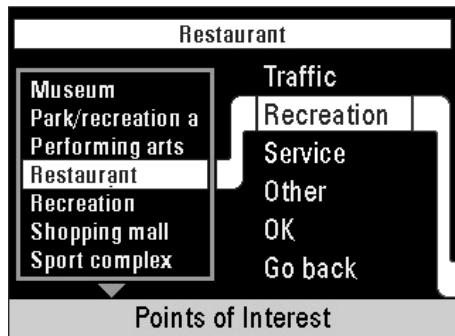 Restaurant
Museum
Park/recreation a
Performing arts
Restaurant
Recreation
Shopping mall
Sport complex
Traffic
Recreation
Service
Other
OK
Go back
Points of Interest